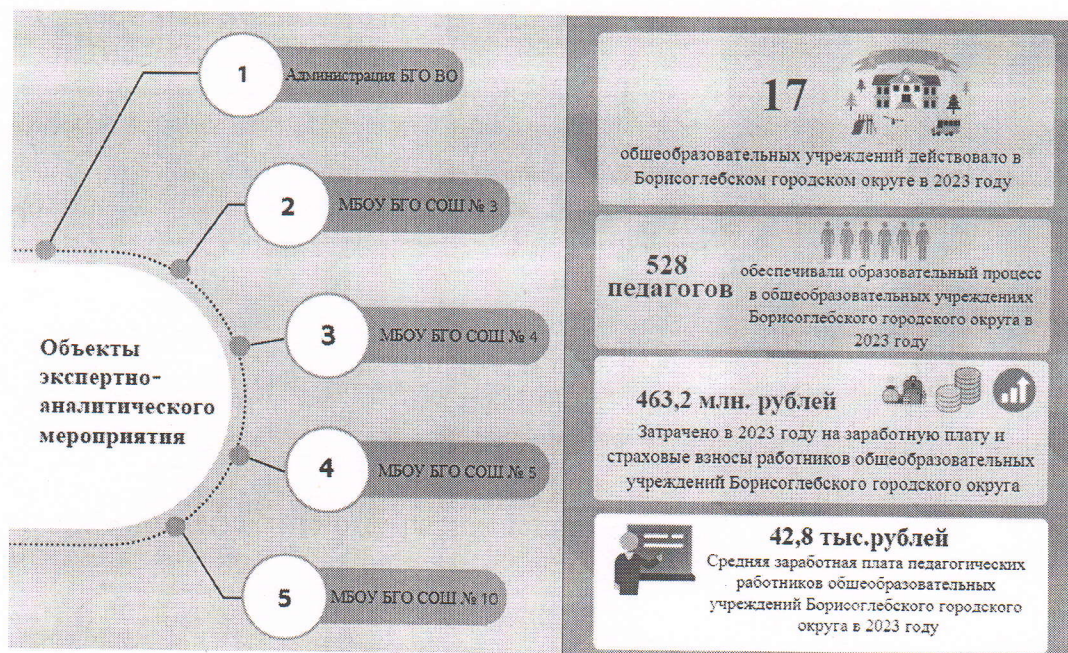 Объекты
экспертно-
аналитического
мероприятия
1
Администрация БГО ВО
2
МБОУ БГО СОШ № 3
3
МБОУ БГО СОШ № 4
4
МБОУ БГО СОШ № 5
5
МБОУ БГО СОШ № 10
17
общеобразовательных учреждений действовало в
Борисоглебском городском округе в 2023 году
528
педагогов
обеспечивали образовательный процесс
в общеобразовательных учреждениях
Борисоглебского городского округа в
2023 году
463,2 млн. рублей
Затрачено в 2023 году на заработную плату и
страховые взносы работников общеобразовательных
учреждений Борисоглебского городского округа
42,8 тыс.рублей
Средняя заработная плата педагогических
работников общеобразовательных
учреждений Борисоглебского городского
округа в 2023 году